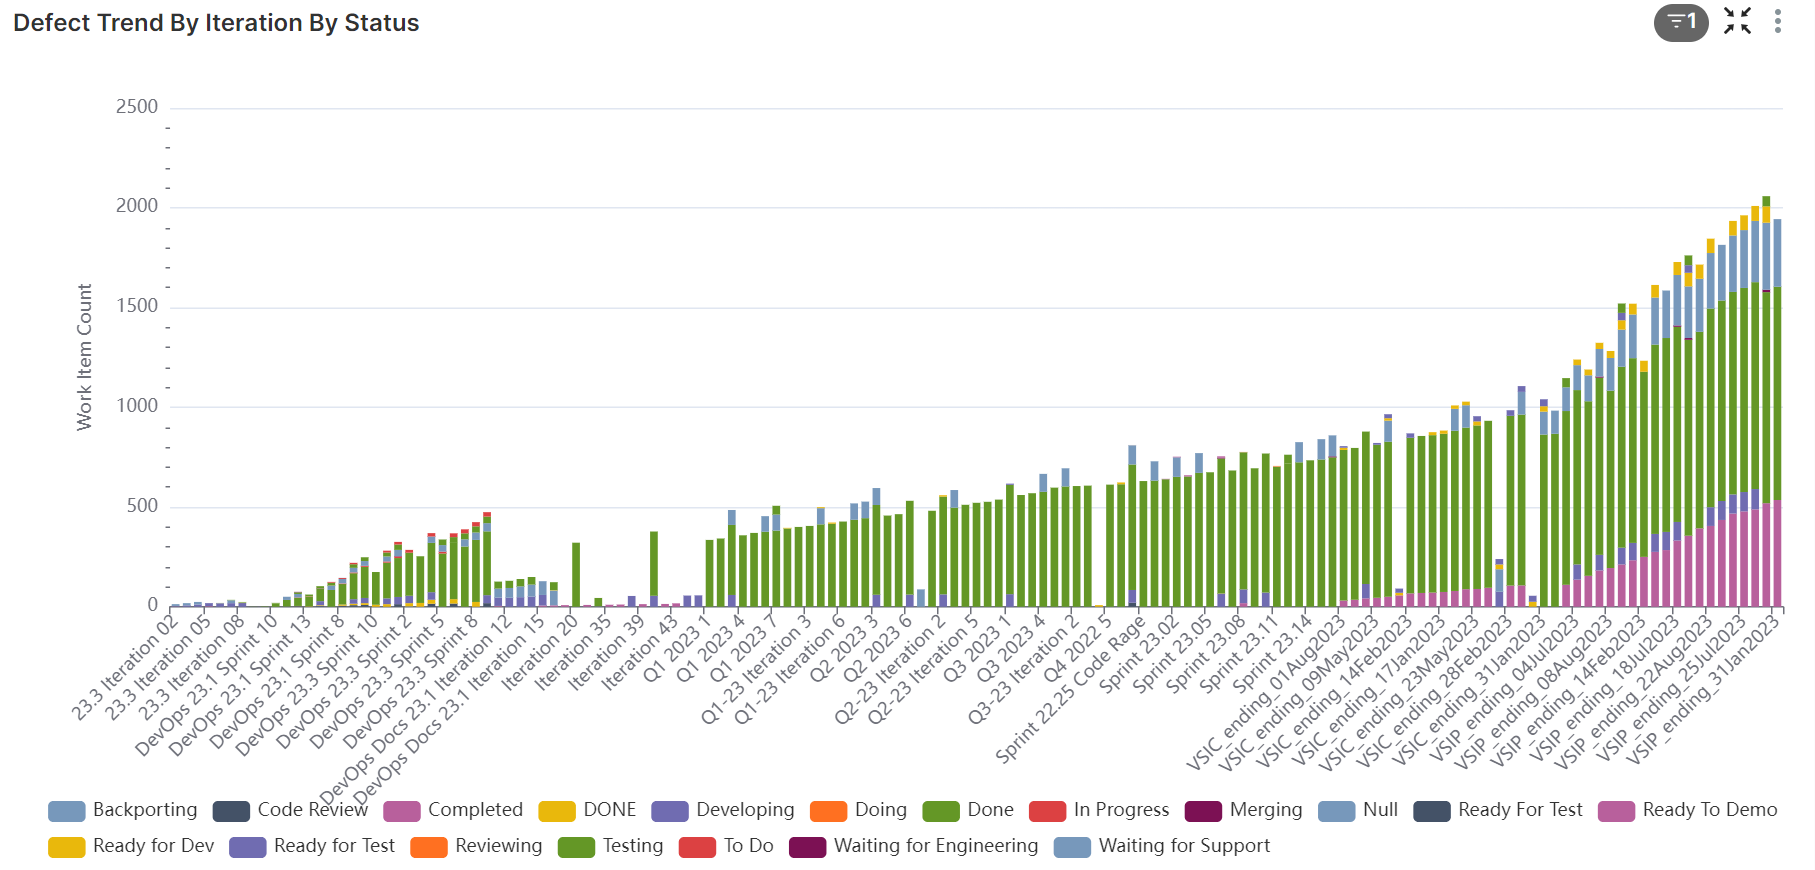 Defect Trend By Iteration By Status
1
Work Item Count
2500
2000
1500
1000
500
0
23.3 Iteration 02
23.3 Iteration 05
23.3 Iteration 08
DevOps 23.1 Sprint 10
DevOps 23.1 Sprint 13
DevOps 23.1 Sprint 8
DevOps 23.3 Sprint 10
DevOps 23.3 Sprint 2
DevOps 23.3 Sprint 5
DevOps 23.3 Sprint 8
DevOps Docs 23.1 Iteration 12
DevOps Docs 23.1 Iteration 15
Iteration 20
Iteration 35
Iteration 39
Iteration 43
Q1 2023 1
Q1 2023 4
Q1 2023 7
Q1-23 Iteration 3
Q1-23 Iteration 6
Q2 2023 3
Q2 2023 6
Q2-23 Iteration 2
Q2-23 Iteration 5
Q3 2023 1
Q3 2023 4
Q3-23 Iteration 2
Q4 2022 5
Sprint 22.25 Code Rage
Sprint 23.02
Sprint 23.05
Sprint 23.08
Sprint 23.11
Sprint 23.14
VSIC_ending_01Aug2023
VSIC_ending_09May2023
VSIC_ending_14Feb2023
VSIC_ending_17Jan2023
VSIC_ending_23May2023
VSIC_ending_28Feb2023
VSIC_ending_31Jan2023
VSIP_ending_04Jul2023
VSIP_ending_08Aug2023
VSIP_ending_14Feb2023
VSIP_ending_18Jul2023
VSIP_ending_22Aug2023
VSIP_ending_25Jul2023
VSIP_ending_31Jan2023
Backporting Code Review Completed DONE Developing Doing Done In Progress Merging Null Ready For Test Ready To Demo
Ready for Dev Ready for Test Reviewing Testing To Do Waiting for Engineering Waiting for Support